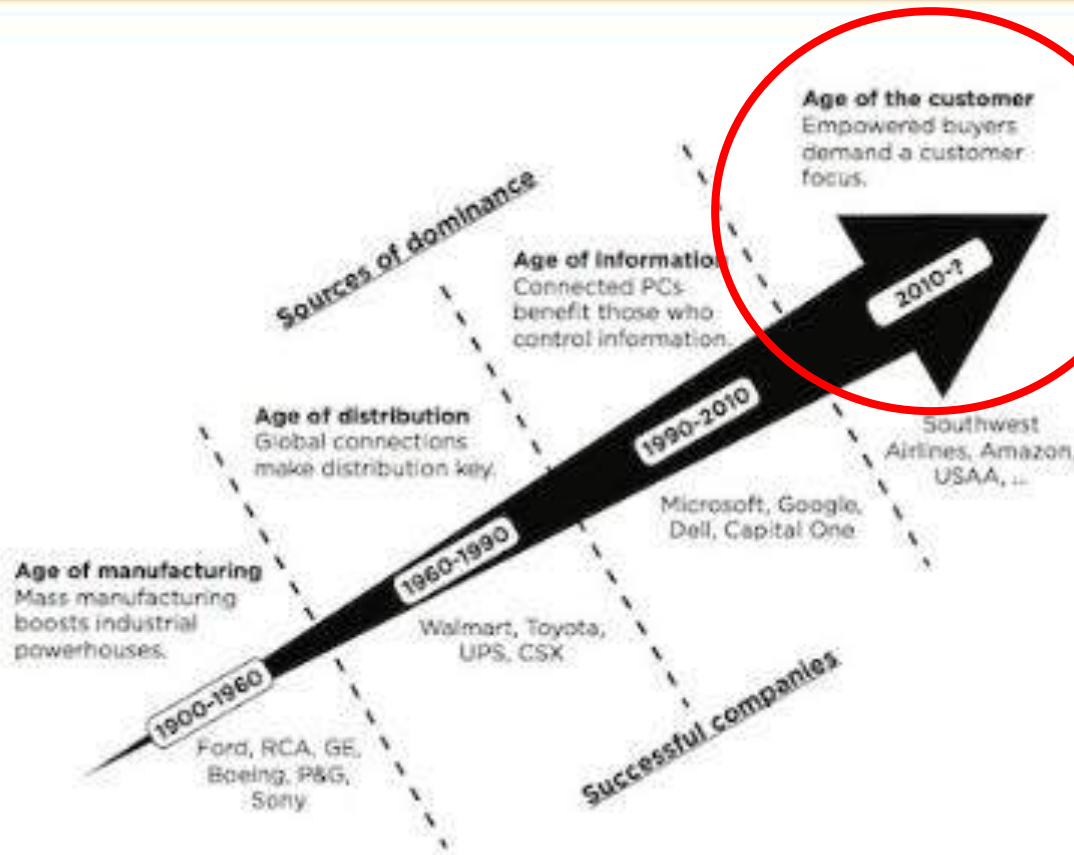 Age of the customer
Empowered buyers
demand a customer
focus.
Sources of dominance
Age of information
Connected PCs
benefit those who
control information.
2010-?
Age of distribution
Global connections
make distribution key.
1990-2010
Southwest
Airlines, Amazon,
USAA, ...
Microsoft, Google,
Dell, Capital One
Age of manufacturing
Mass manufacturing
boosts industrial
powerhouses.
1960-1990
Walmart, Toyota,
UPS, CSX
1900-1960
Ford, RCA, GE,
Boeing, P&G,
Sony
Successful companies